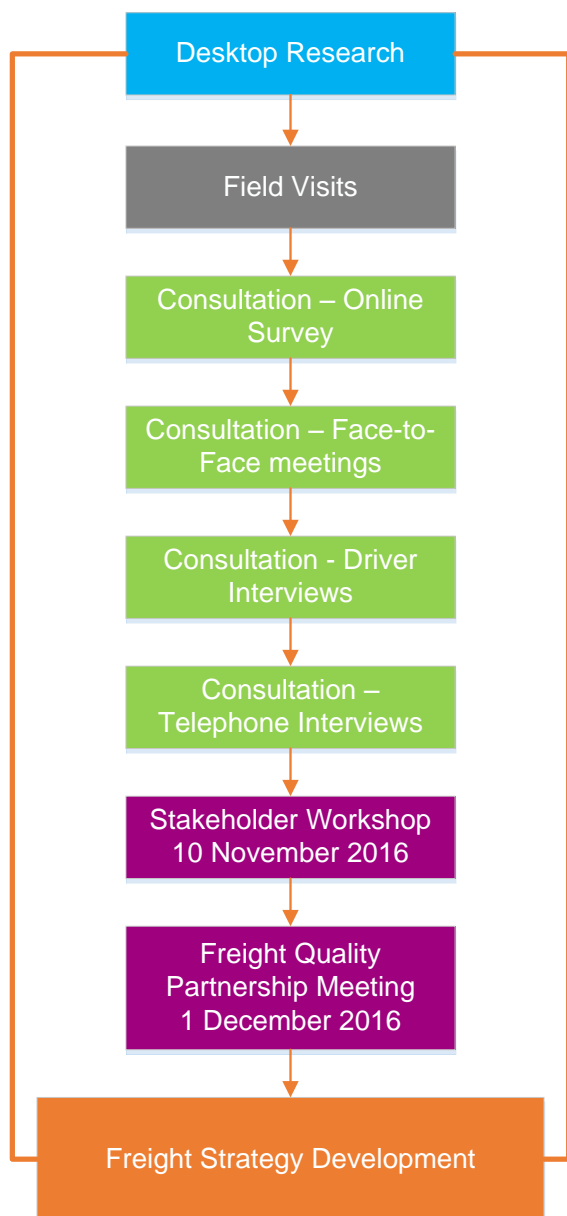 Desktop Research
Field Visits
Consultation – Online
Survey
Consultation – Face-to-
Face meetings
Consultation - Driver
Interviews
Consultation –
Telephone Interviews
Stakeholder Workshop
10 November 2016
Freight Quality
Partnership Meeting
1 December 2016
Freight Strategy Development